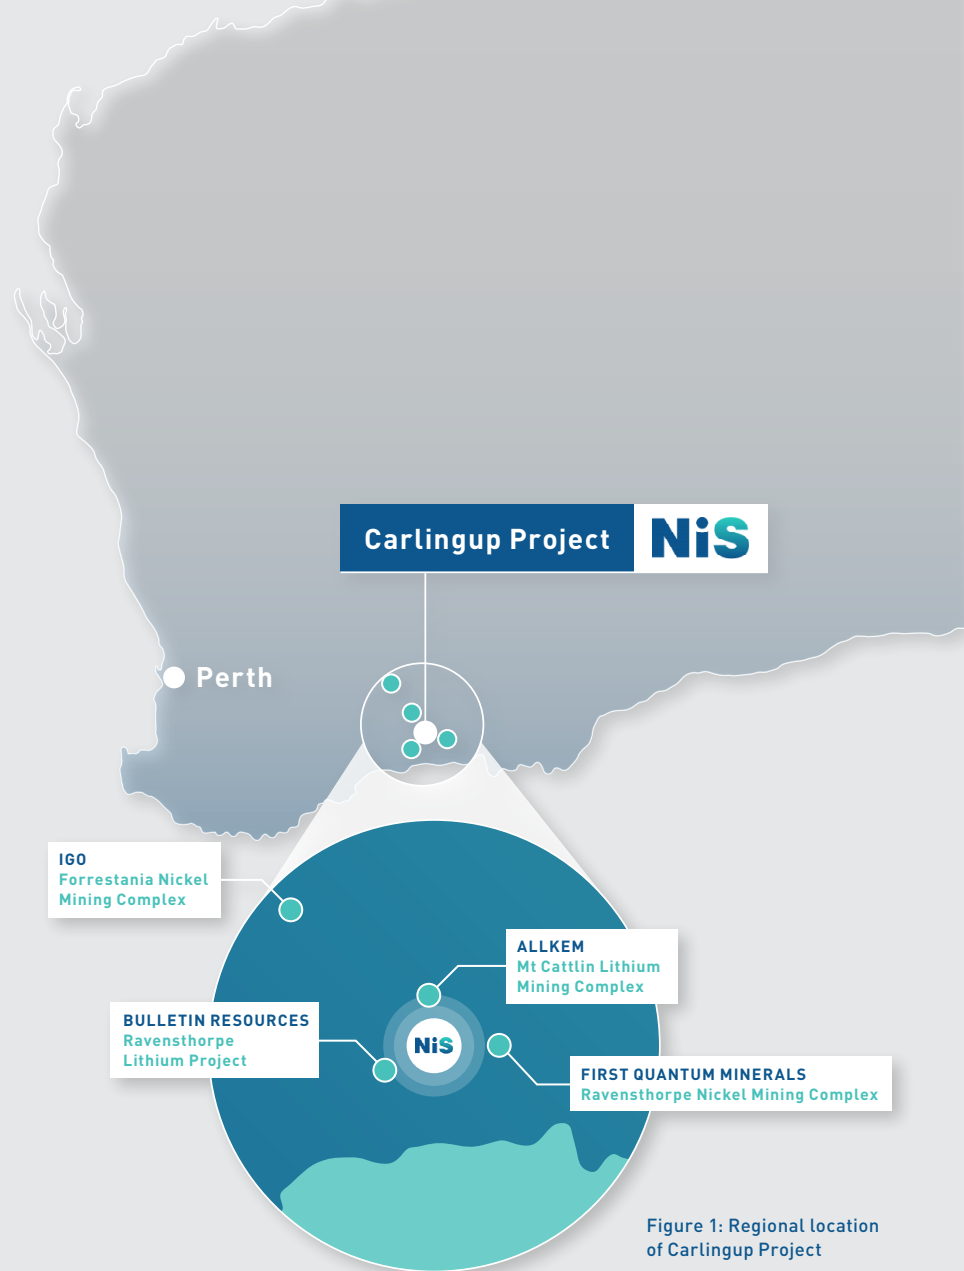 Carlingup Project
NiS
Perth
IGO
Forrestania Nickel
Mining Complex
ALLKEM
Mt Cattlin Lithium
Mining Complex
BULLETIN RESOURCES
Ravensthorpe
Lithium Project
NiS
FIRST QUANTUM MINERALS
Ravensthorpe Nickel Mining Complex
Figure 1: Regional location
of Carlingup Project